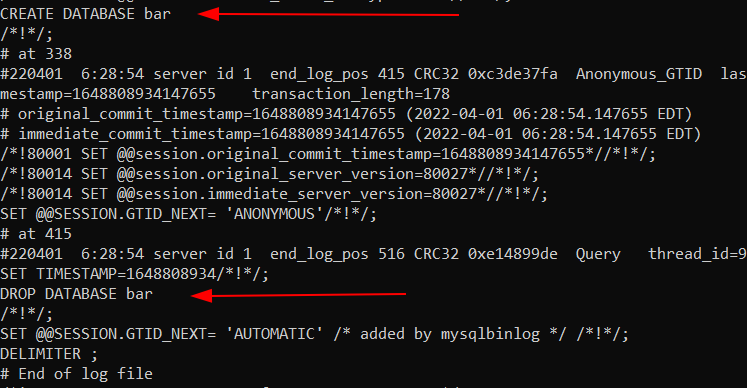 CREATE DATABASE bar
/*!*/;
# at 338
#220401  6:28:54 server id 1  end_log_pos 415 CRC32 0xc3de37fa  Anonymous_GTID  las
mestamp=1648808934147655    transaction_length=178
# original_commit_timestamp=1648808934147655 (2022-04-01 06:28:54.147655 EDT)
# immediate_commit_timestamp=1648808934147655 (2022-04-01 06:28:54.147655 EDT)
/*!80001 SET @@session.original_commit_timestamp=1648808934147655*//*!*/;
/*!80014 SET @@session.original_server_version=80027*//*!*/;
/*!80014 SET @@session.immediate_server_version=80027*//*!*/;
SET @@SESSION.GTID_NEXT= 'ANONYMOUS'/*!*/;
# at 415
#220401  6:28:54 server id 1  end_log_pos 516 CRC32 0xe14899de  Query   thread_id=9
SET TIMESTAMP=1648808934/*!*/;
DROP DATABASE bar
/*!*/;
SET @@SESSION.GTID_NEXT= 'AUTOMATIC' /* added by mysqlbinlog */ /*!*/;
DELIMITER ;
# End of log file